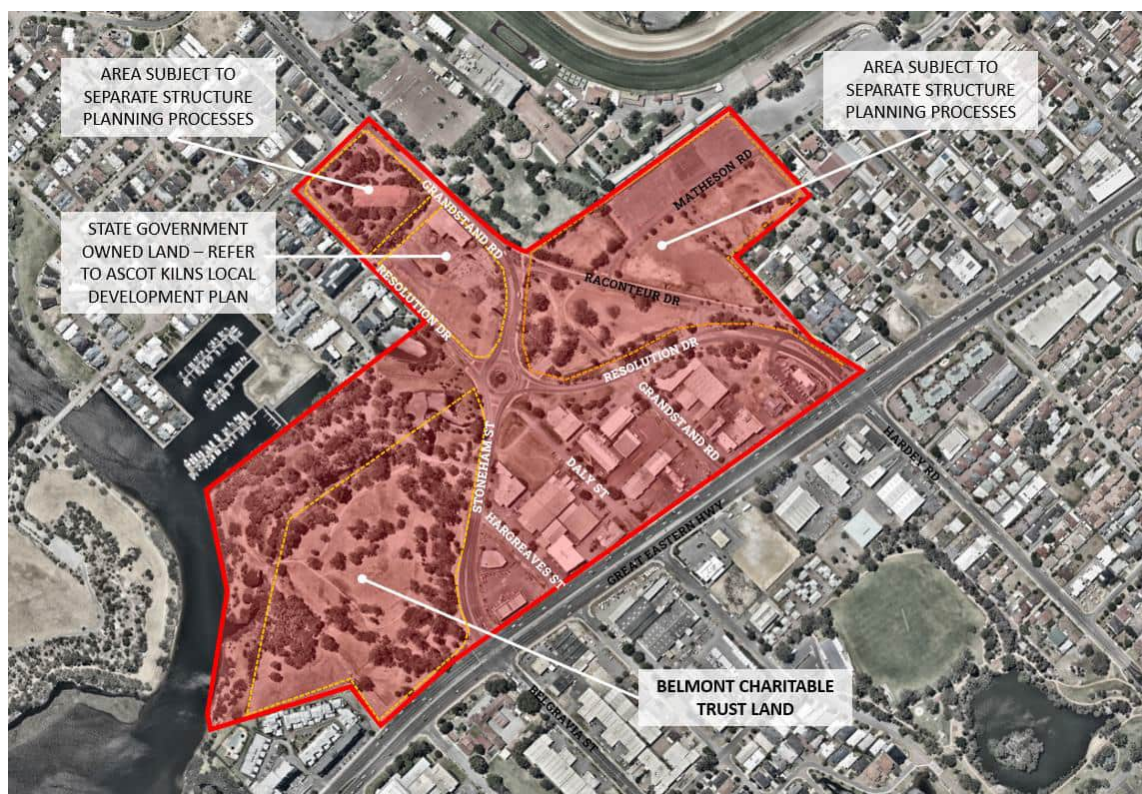 AREA SUBJECT TO
SEPARATE STRUCTURE
PLANNING PROCESSES
AREA SUBJECT TO
SEPARATE STRUCTURE
PLANNING PROCESSES
STATE GOVERNMENT
OWNED LAND – REFER
TO ASCOT KILNS LOCAL
DEVELOPMENT PLAN
GRANDSTAND RD
MATHESON RD
RESOLUTION DR
RACONTEUR DR
RESOLUTION DR
GRANDSTAND RD
STONEHAM ST
DALY ST
HARGREAVES ST
HARDEY RD
GREAT EASTERN HWY
BELMONT CHARITABLE
TRUST LAND
BELGRAVIA ST